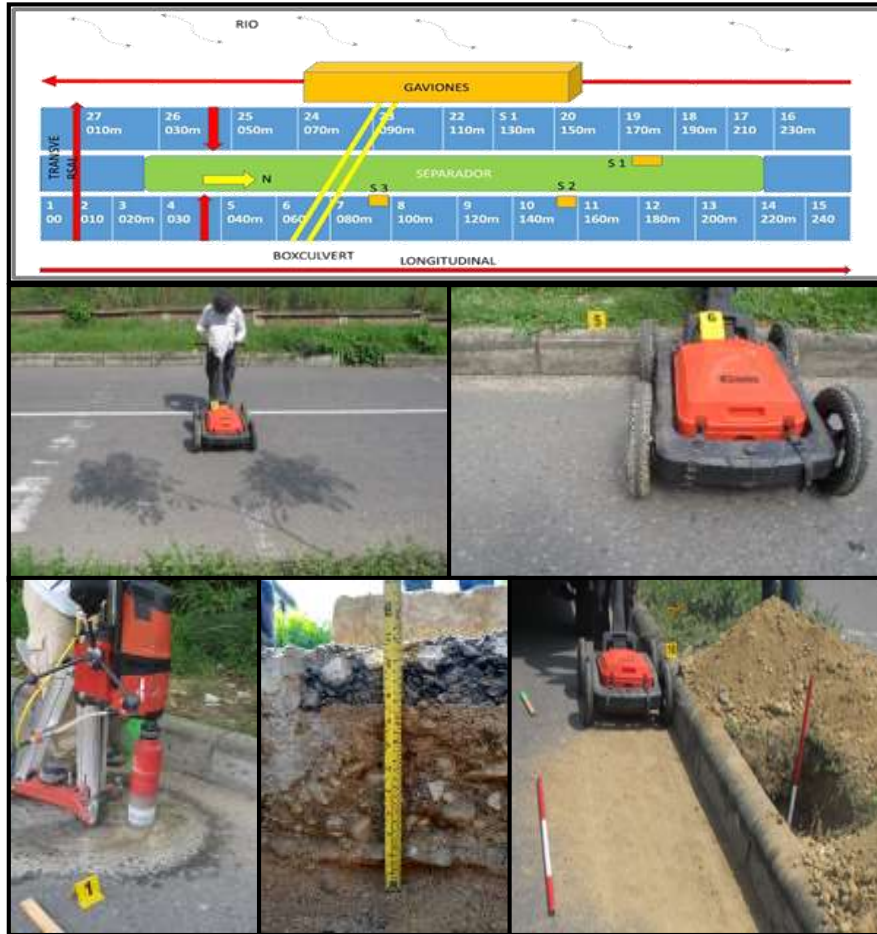 RIO
GAVIONES
27 26 25 24 23 22 S 1 20 19 18 17 16
010m 030m 050m 070m 090m 110m 130m 150m 170m 190m 210 230m
TRANSVE
RSAL
SEPARADOR
S 1
N
S 3
S 2
1 2 3 4 5 6 7 8 9 10 11 12 13 14 15
00 010 020m 030 040m 060 080m 100m 120m 140m 160m 180m 200m 220m 240
BOXCULVERT
LONGITUDINAL
5
6
1
10